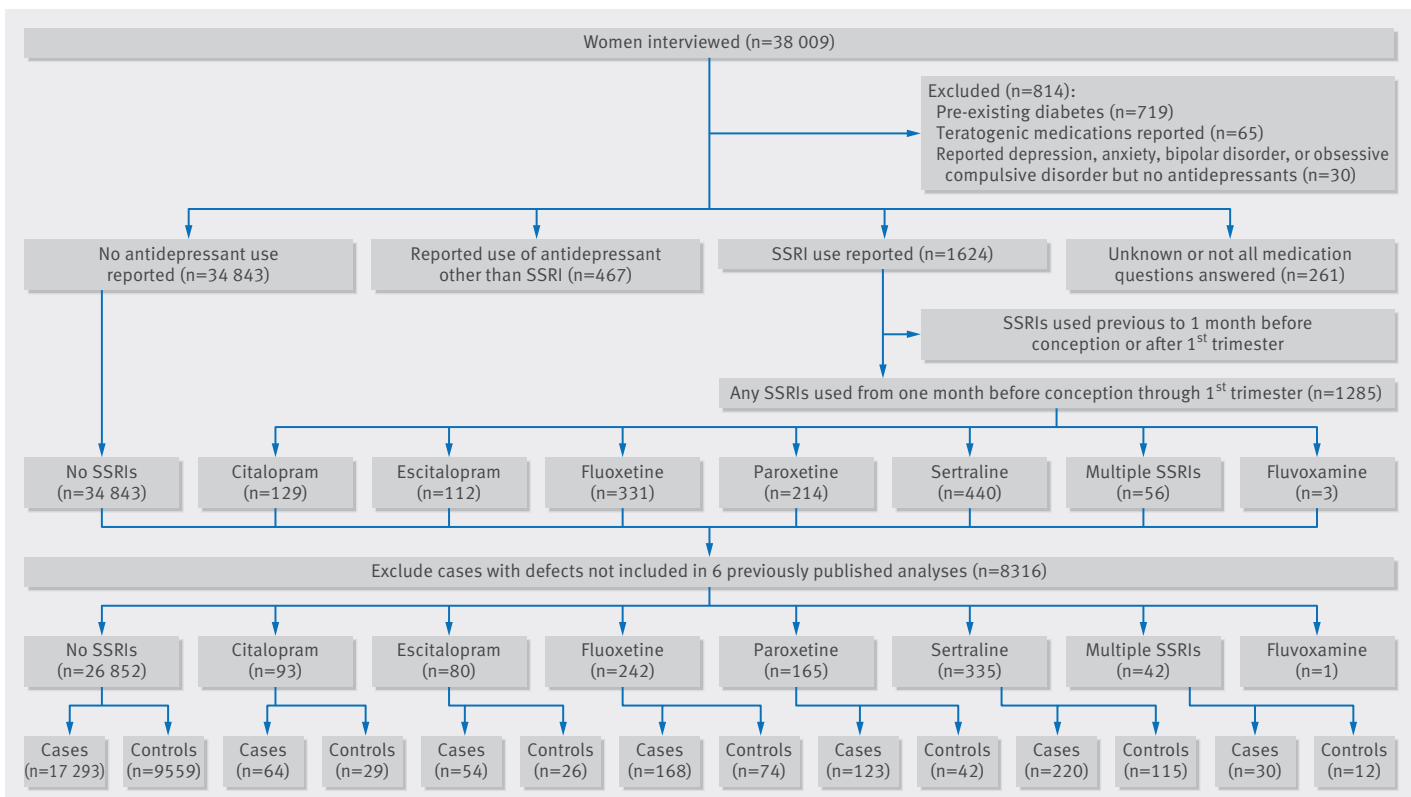 Women interviewed (n=38 009)
Excluded (n=814):
Pre-existing diabetes (n=719)
Teratogenic medications reported (n=65)
Reported depression, anxiety, bipolar disorder, or obsessive
compulsive disorder but no antidepressants (n=30)
No antidepressant use
reported (n=34 843)
Reported use of antidepressant
other than SSRI (n=467)
SSRI use reported (n=1624)
Unknown or not all medication
questions answered (n=261)
SSRIs used previous to 1 month before
conception or after 1st trimester
Any SSRIs used from one month before conception through 1st trimester (n=1285)
No SSRIs
(n=34 843)
Citalopram
(n=129)
Escitalopram
(n=112)
Fluoxetine
(n=331)
Paroxetine
(n=214)
Sertraline
(n=440)
Multiple SSRIs
(n=56)
Fluvoxamine
(n=3)
Exclude cases with defects not included in 6 previously published analyses (n=8316)
No SSRIs
(n=26 852)
Citalopram
(n=93)
Escitalopram
(n=80)
Fluoxetine
(n=242)
Paroxetine
(n=165)
Sertraline
(n=335)
Multiple SSRIs
(n=42)
Fluvoxamine
(n=1)
Cases
(n=17 293)
Controls
(n=9559)
Cases
(n=64)
Controls
(n=29)
Cases
(n=54)
Controls
(n=26)
Cases
(n=168)
Controls
(n=74)
Cases
(n=123)
Controls
(n=42)
Cases
(n=220)
Controls
(n=115)
Cases
(n=30)
Controls
(n=12)